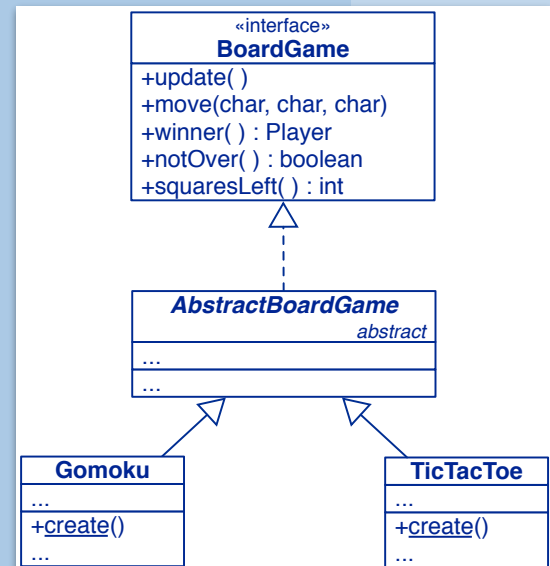 «interface»
BoardGame
+update( )
+move(char, char, char)
+winner( ) : Player
+notOver( ) : boolean
+squaresLeft( ) : int
AbstractBoardGame
abstract
...
...
Gomoku
...
+create()
...
TicTacToe
...
+create()
...